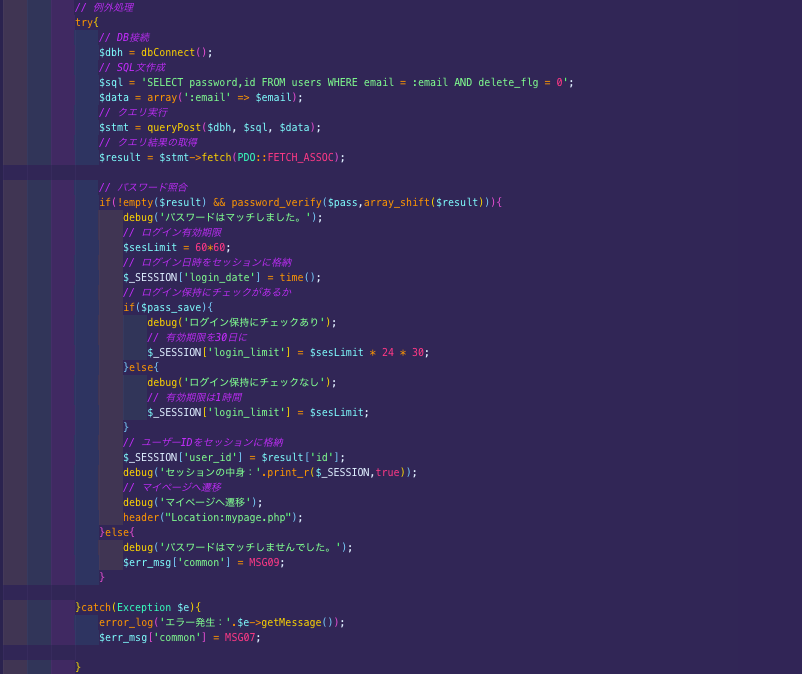 // 例外処理
try{
// DB接続
$dbh = dbConnect();
// SQL文作成
$sql = 'SELECT password,id FROM users WHERE email = :email AND delete_flg = 0';
$data = array(':email' => $email);
// クエリ実行
$stmt = queryPost($dbh, $sql, $data);
// クエリ結果の取得
$result = $stmt->fetch(PDO::FETCH_ASSOC);
// パスワード照合
if(!empty($result) && password_verify($pass,array_shift($result))){
debug('パスワードはマッチしました。');
// ログイン有効期限
$sesLimit = 60*60;
// ログイン日時をセッションに格納
$_SESSION['login_date'] = time();
// ログイン保持にチェックがあるか
if($pass_save){
debug('ログイン保持にチェックあり');
// 有効期限を30日に
$_SESSION['login_limit'] = $sesLimit * 24 * 30;
}else{
debug('ログイン保持にチェックなし');
// 有効期限は1時間
$_SESSION['login_limit'] = $sesLimit;
}
// ユーザーIDをセッションに格納
$_SESSION['user_id'] = $result['id'];
debug('セッションの中身：'.print_r($_SESSION,true));
// マイページへ遷移
debug('マイページへ遷移');
header("Location:mypage.php");
}else{
debug('パスワードはマッチしませんでした。');
$err_msg['common'] = MSG09;
}
}catch(Exception $e){
error_log('エラー発生：'.$e->getMessage());
$err_msg['common'] = MSG07;
}